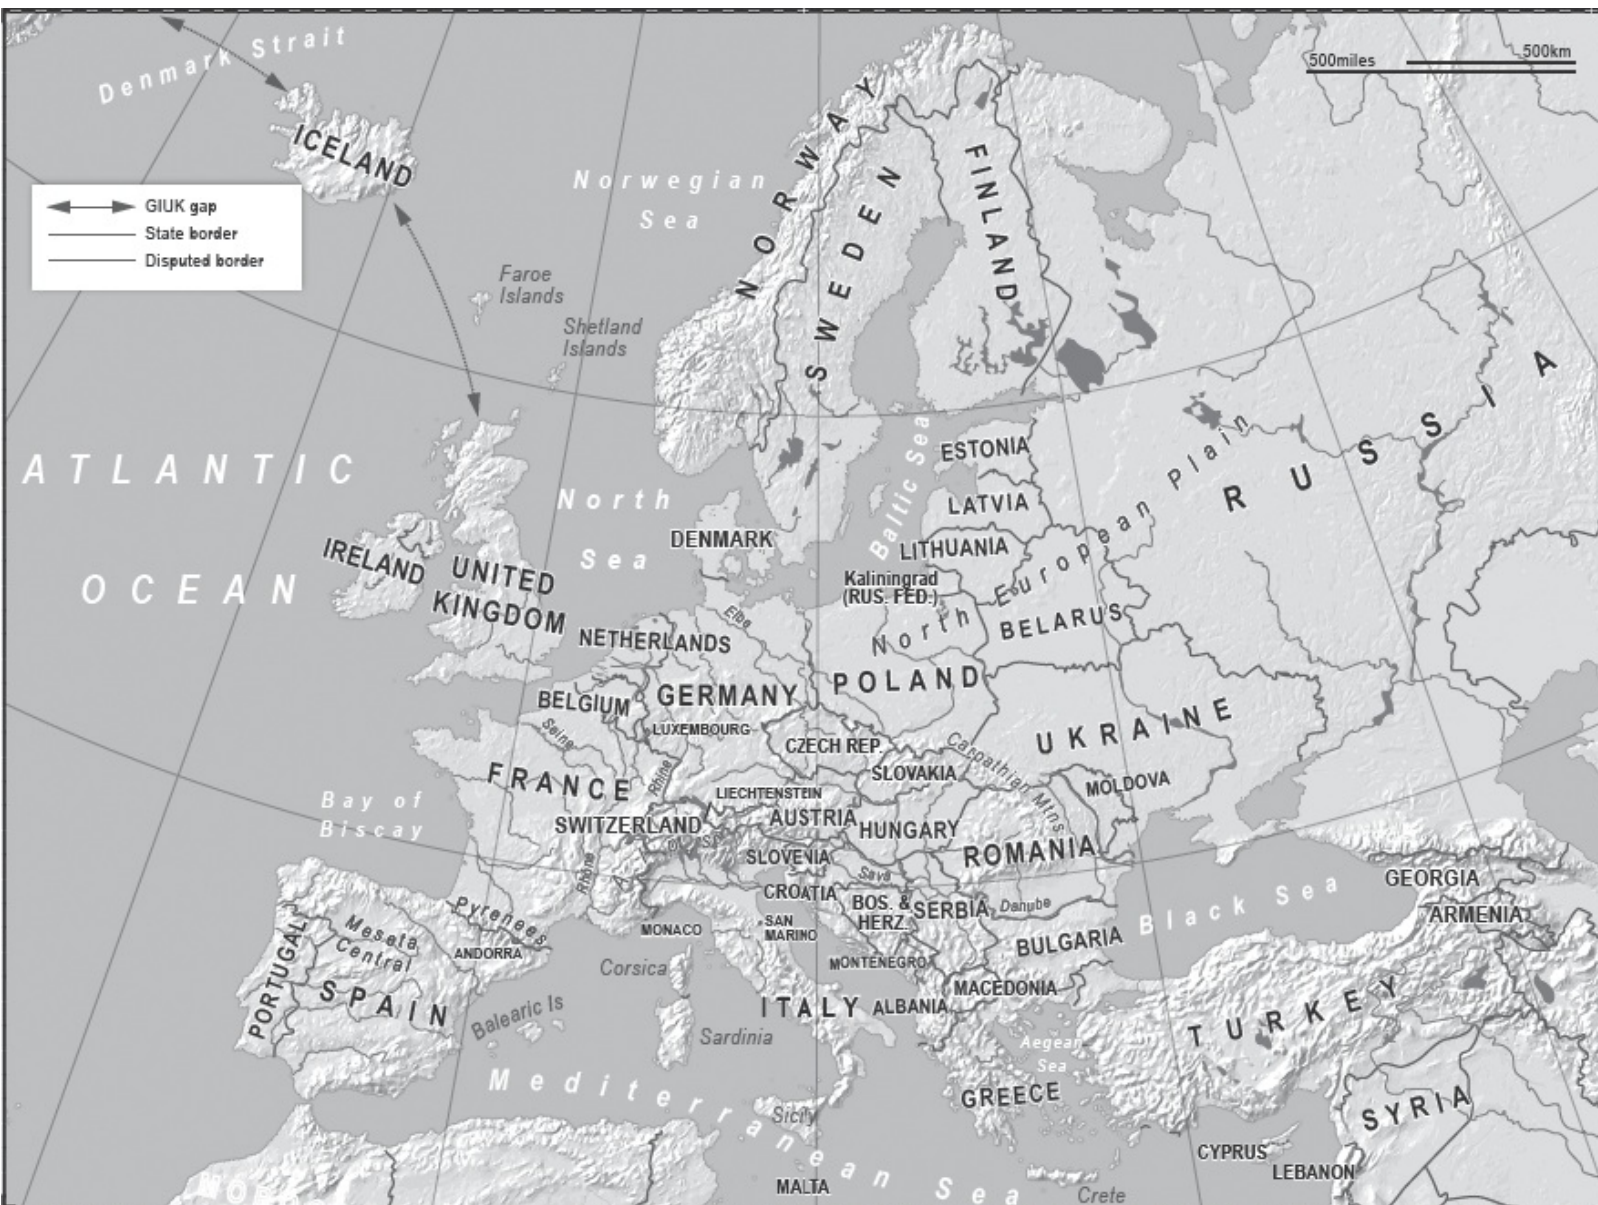 Denmark Strait
500km
500miles
ICELAND
GIUK gap
State border
Disputed border
Norwegian
Sea
NORWAY
SWEDEN
FINLAND
Faroe
Islands
Shetland
Islands
RUSSIA
ATLANTIC
OCEAN
North
Sea
Baltic Sea
ESTONIA
LATVIA
LITHUANIA
Kaliningrad
(RUS. FED.)
North European Plain
DENMARK
IRELAND
UNITED
KINGDOM
NETHERLANDS
Elbe
BELARUS
POLAND
BELGIUM
GERMANY
LUXEMBOURG
UKRAINE
Seine
CZECH REP.
Carpathian Mtns
SLOVAKIA
MOLDOVA
FRANCE
Rhine
LIECHTENSTEIN
Bay of
Biscay
SWITZERLAND
AUSTRIA
HUNGARY
ROMANIA
SLOVENIA
Rhône
Sava
CROATIA
GEORGIA
Pyrenees
BOS. &
HERZ.
SERBIA
Danube
Black Sea
ARMENIA
Meseta
Central
ANDORRA
MONACO
SAN
MARINO
BULGARIA
MONTENEGRO
Corsica
PORTUGAL
SPAIN
Balearic Is
ITALY
ALBANIA
MACEDONIA
TURKEY
Sardinia
Aegean
Sea
GREECE
Mediterranean Sea
Sicily
SYRIA
CYPRUS
LEBANON
MALTA
Crete